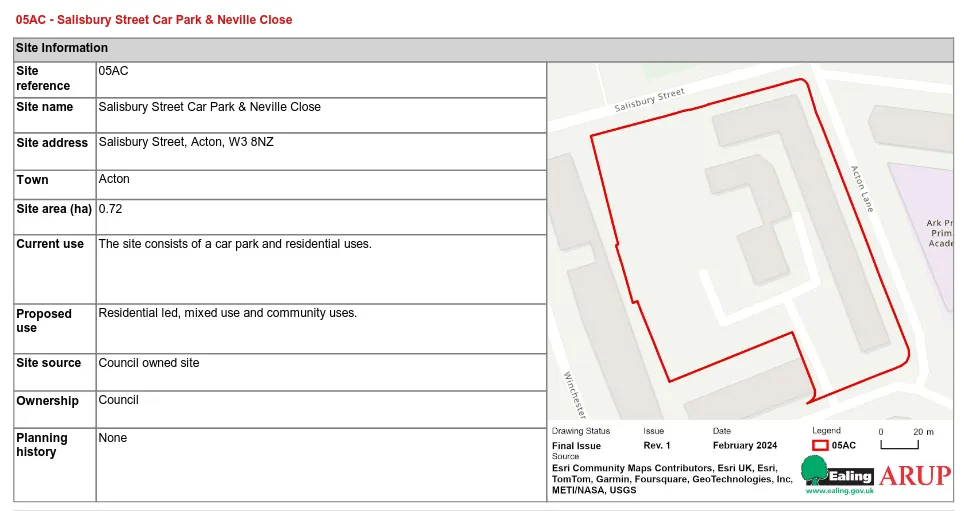 05AC - Salisbury Street Car Park & Neville Close
Site Information
Site
reference
05AC
Site name
Salisbury Street Car Park & Neville Close
Site address
Salisbury Street, Acton, W3 8NZ
Town
Acton
Site area (ha)
0.72
Current use
The site consists of a car park and residential uses.
Proposed
use
Residential led, mixed use and community uses.
Site source
Council owned site
Ownership
Council
Planning
history
None
Salisbury Street
Acton Lane
Ark Pr
Prim
Acade
Winchester
Drawing Status
Final Issue
Issue
Rev. 1
Date
February 2024
Legend
05AC
0 20 m
Source
Esri Community Maps Contributors, Esri UK, Esri,
TomTom, Garmin, Foursquare, GeoTechnologies, Inc,
METI/NASA, USGS
Ealing
www.ealing.gov.uk
ARUP